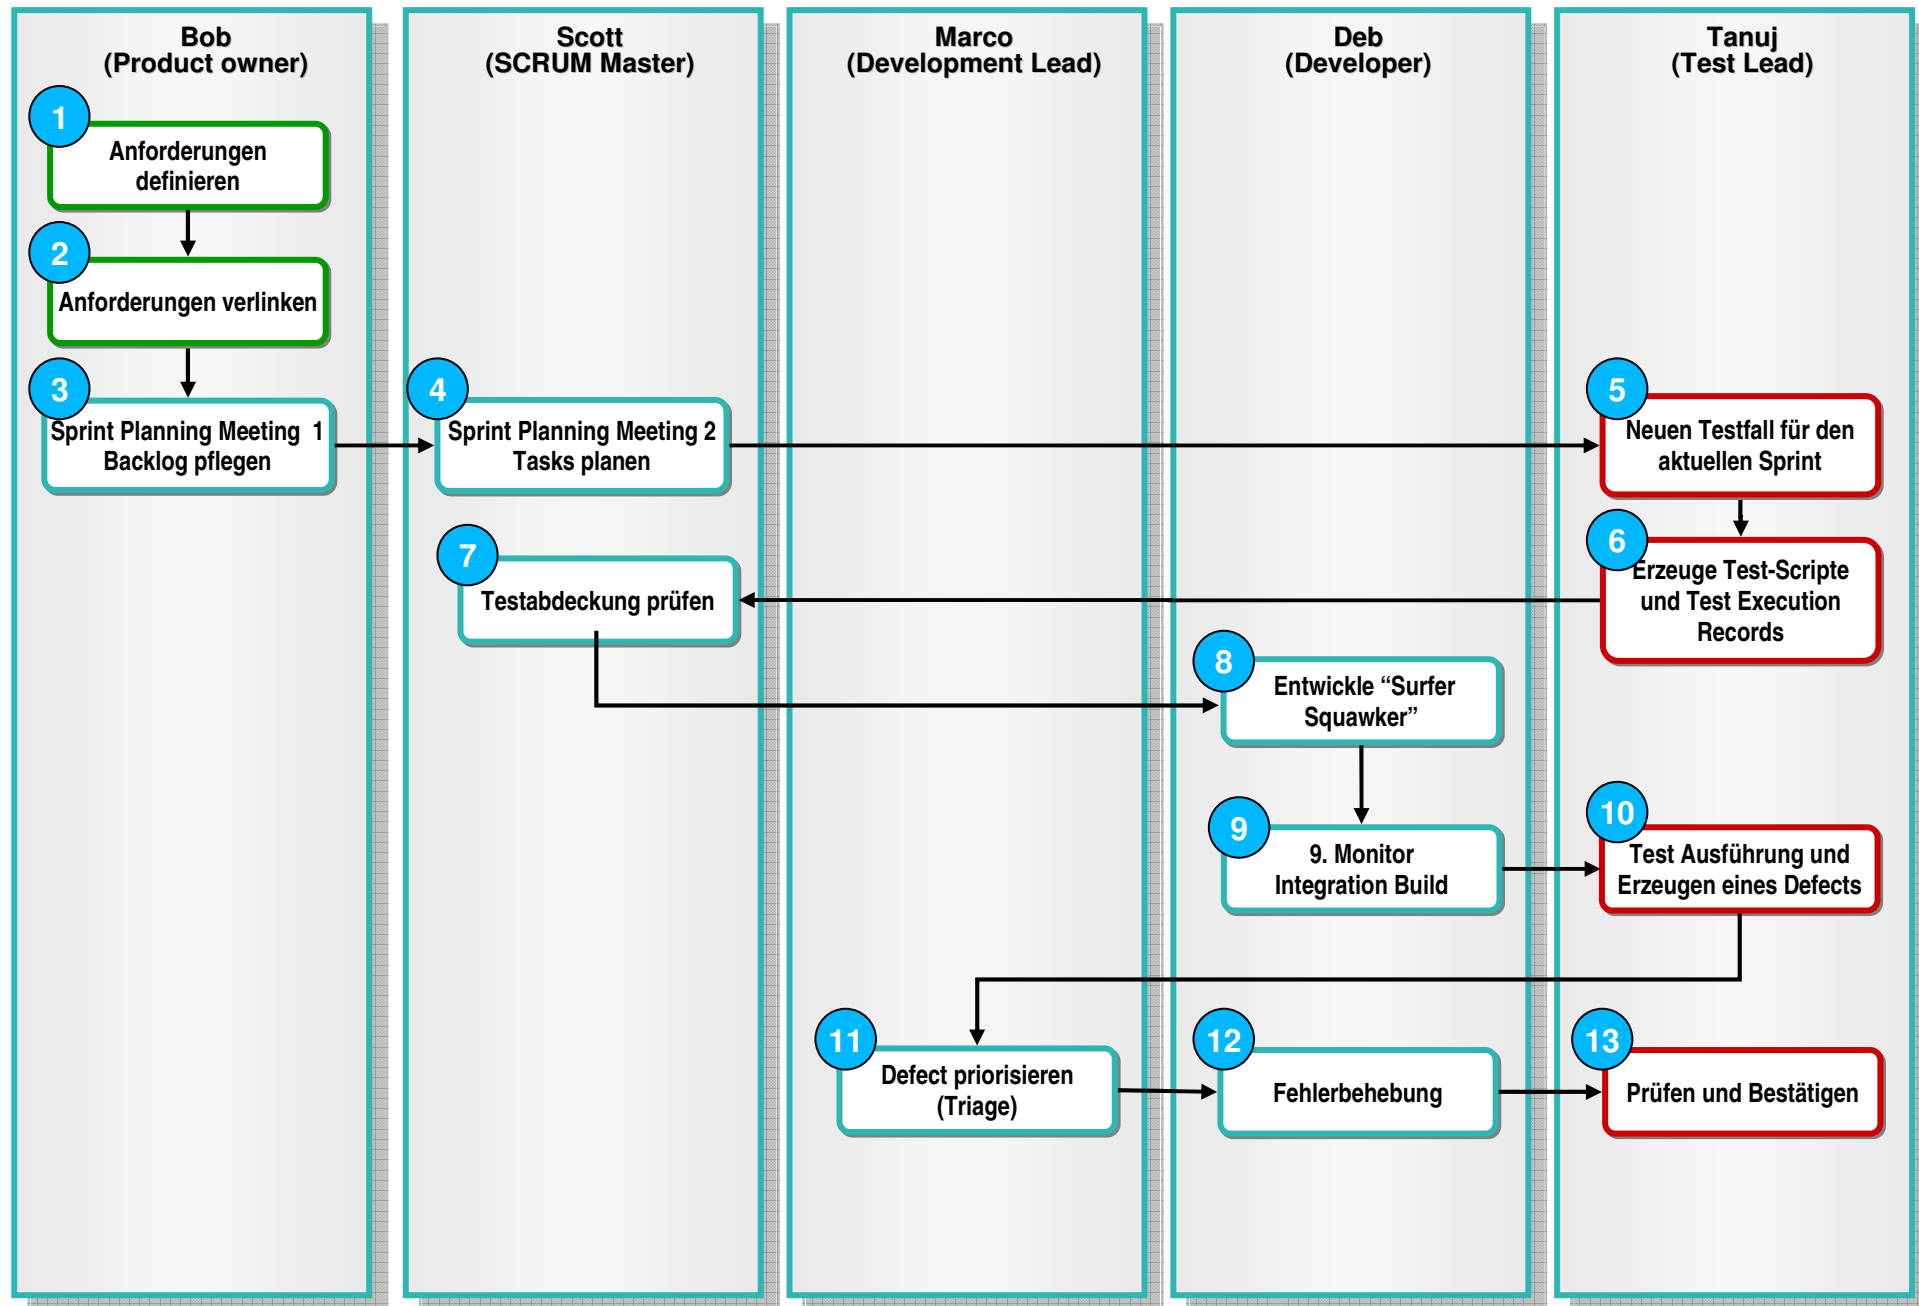 Bob
(Product owner)
Scott
(SCRUM Master)
Marco
(Development Lead)
Deb
(Developer)
Tanuj
(Test Lead)
1
Anforderungen
definieren
2
Anforderungen verlinken
3
Sprint Planning Meeting 1
Backlog pflegen
4
Sprint Planning Meeting 2
Tasks planen
5
Neuen Testfall für den
aktuellen Sprint
6
Erzeuge Test-Scripte
und Test Execution
Records
7
Testabdeckung prüfen
8
Entwickle “Surfer
Squawker”
9
9. Monitor
Integration Build
10
Test Ausführung und
Erzeugen eines Defects
11
Defect priorisieren
(Triage)
12
Fehlerbehebung
13
Prüfen und Bestätigen